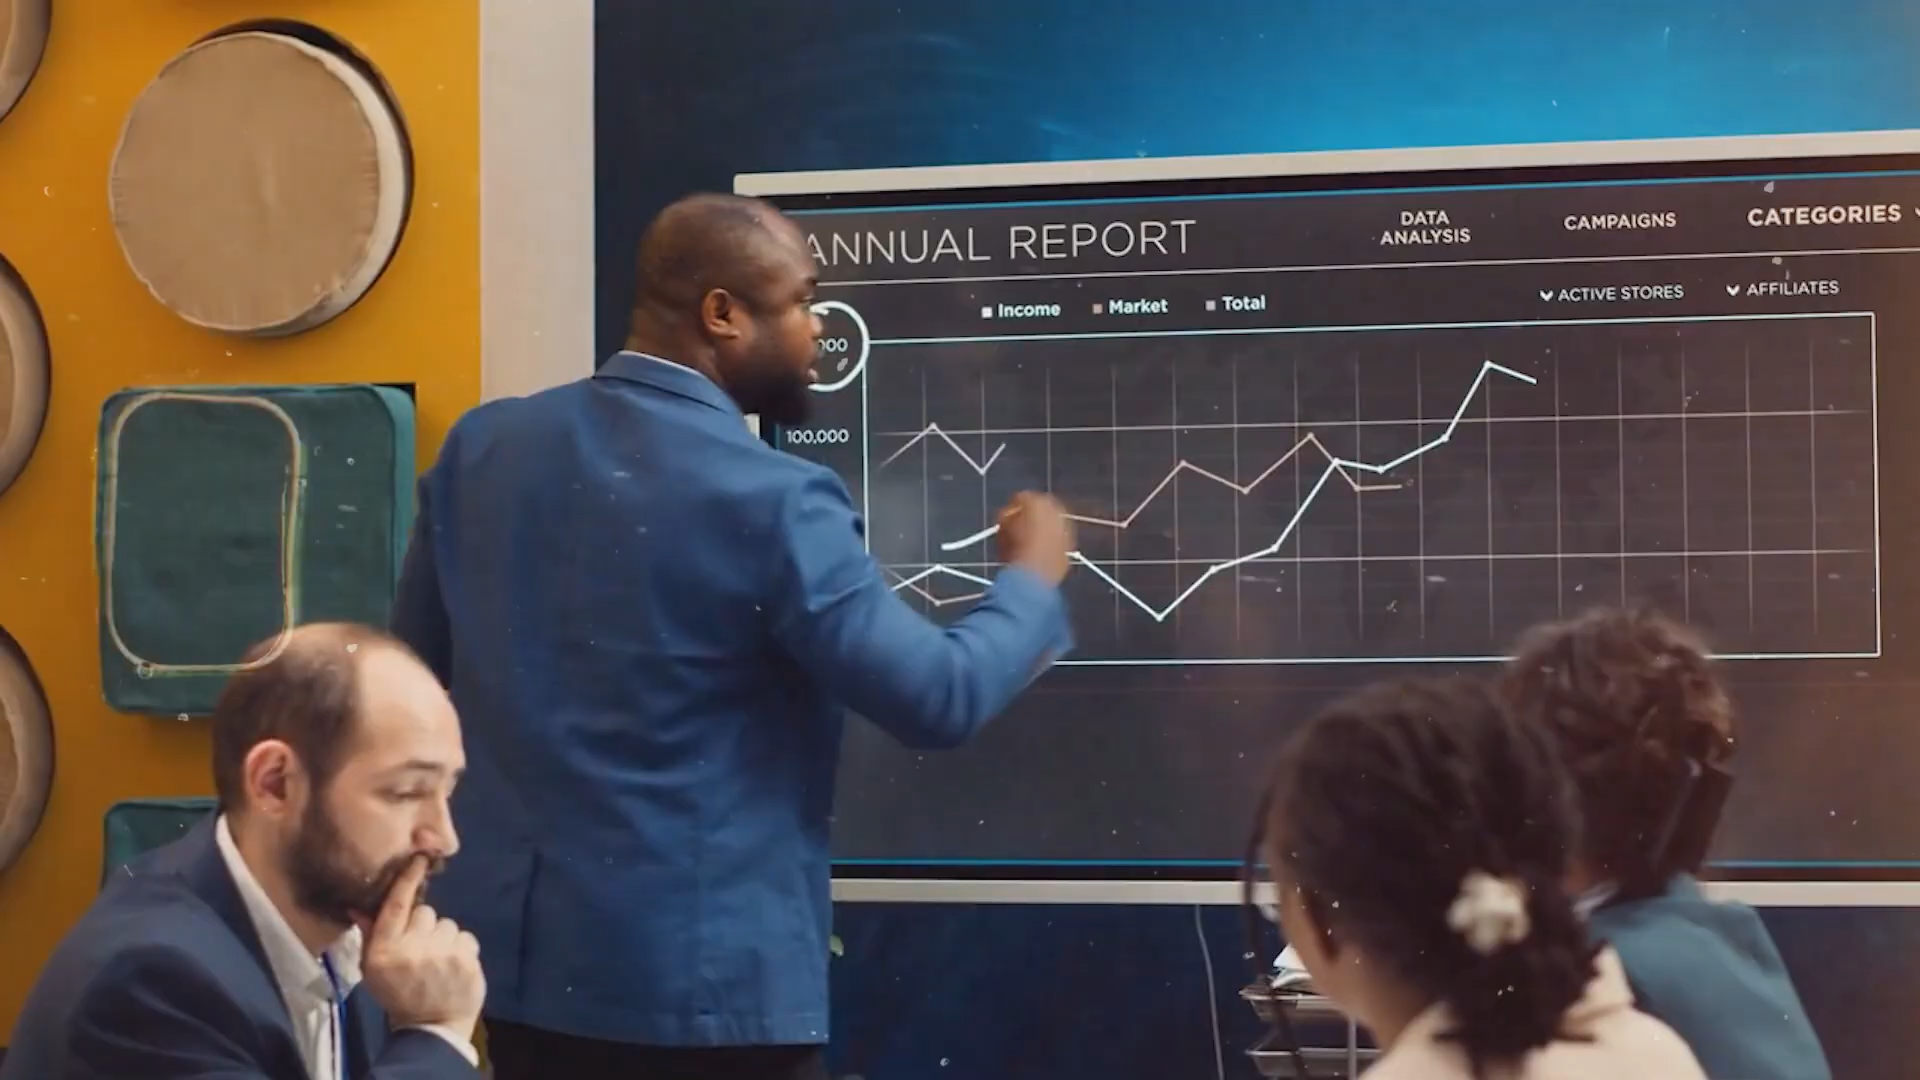 ANNUAL REPORT
DATA
ANALYSIS
CAMPAIGNS
CATEGORIES
Income
Market
Total
ACTIVE STORES
AFFILIATES
100,000